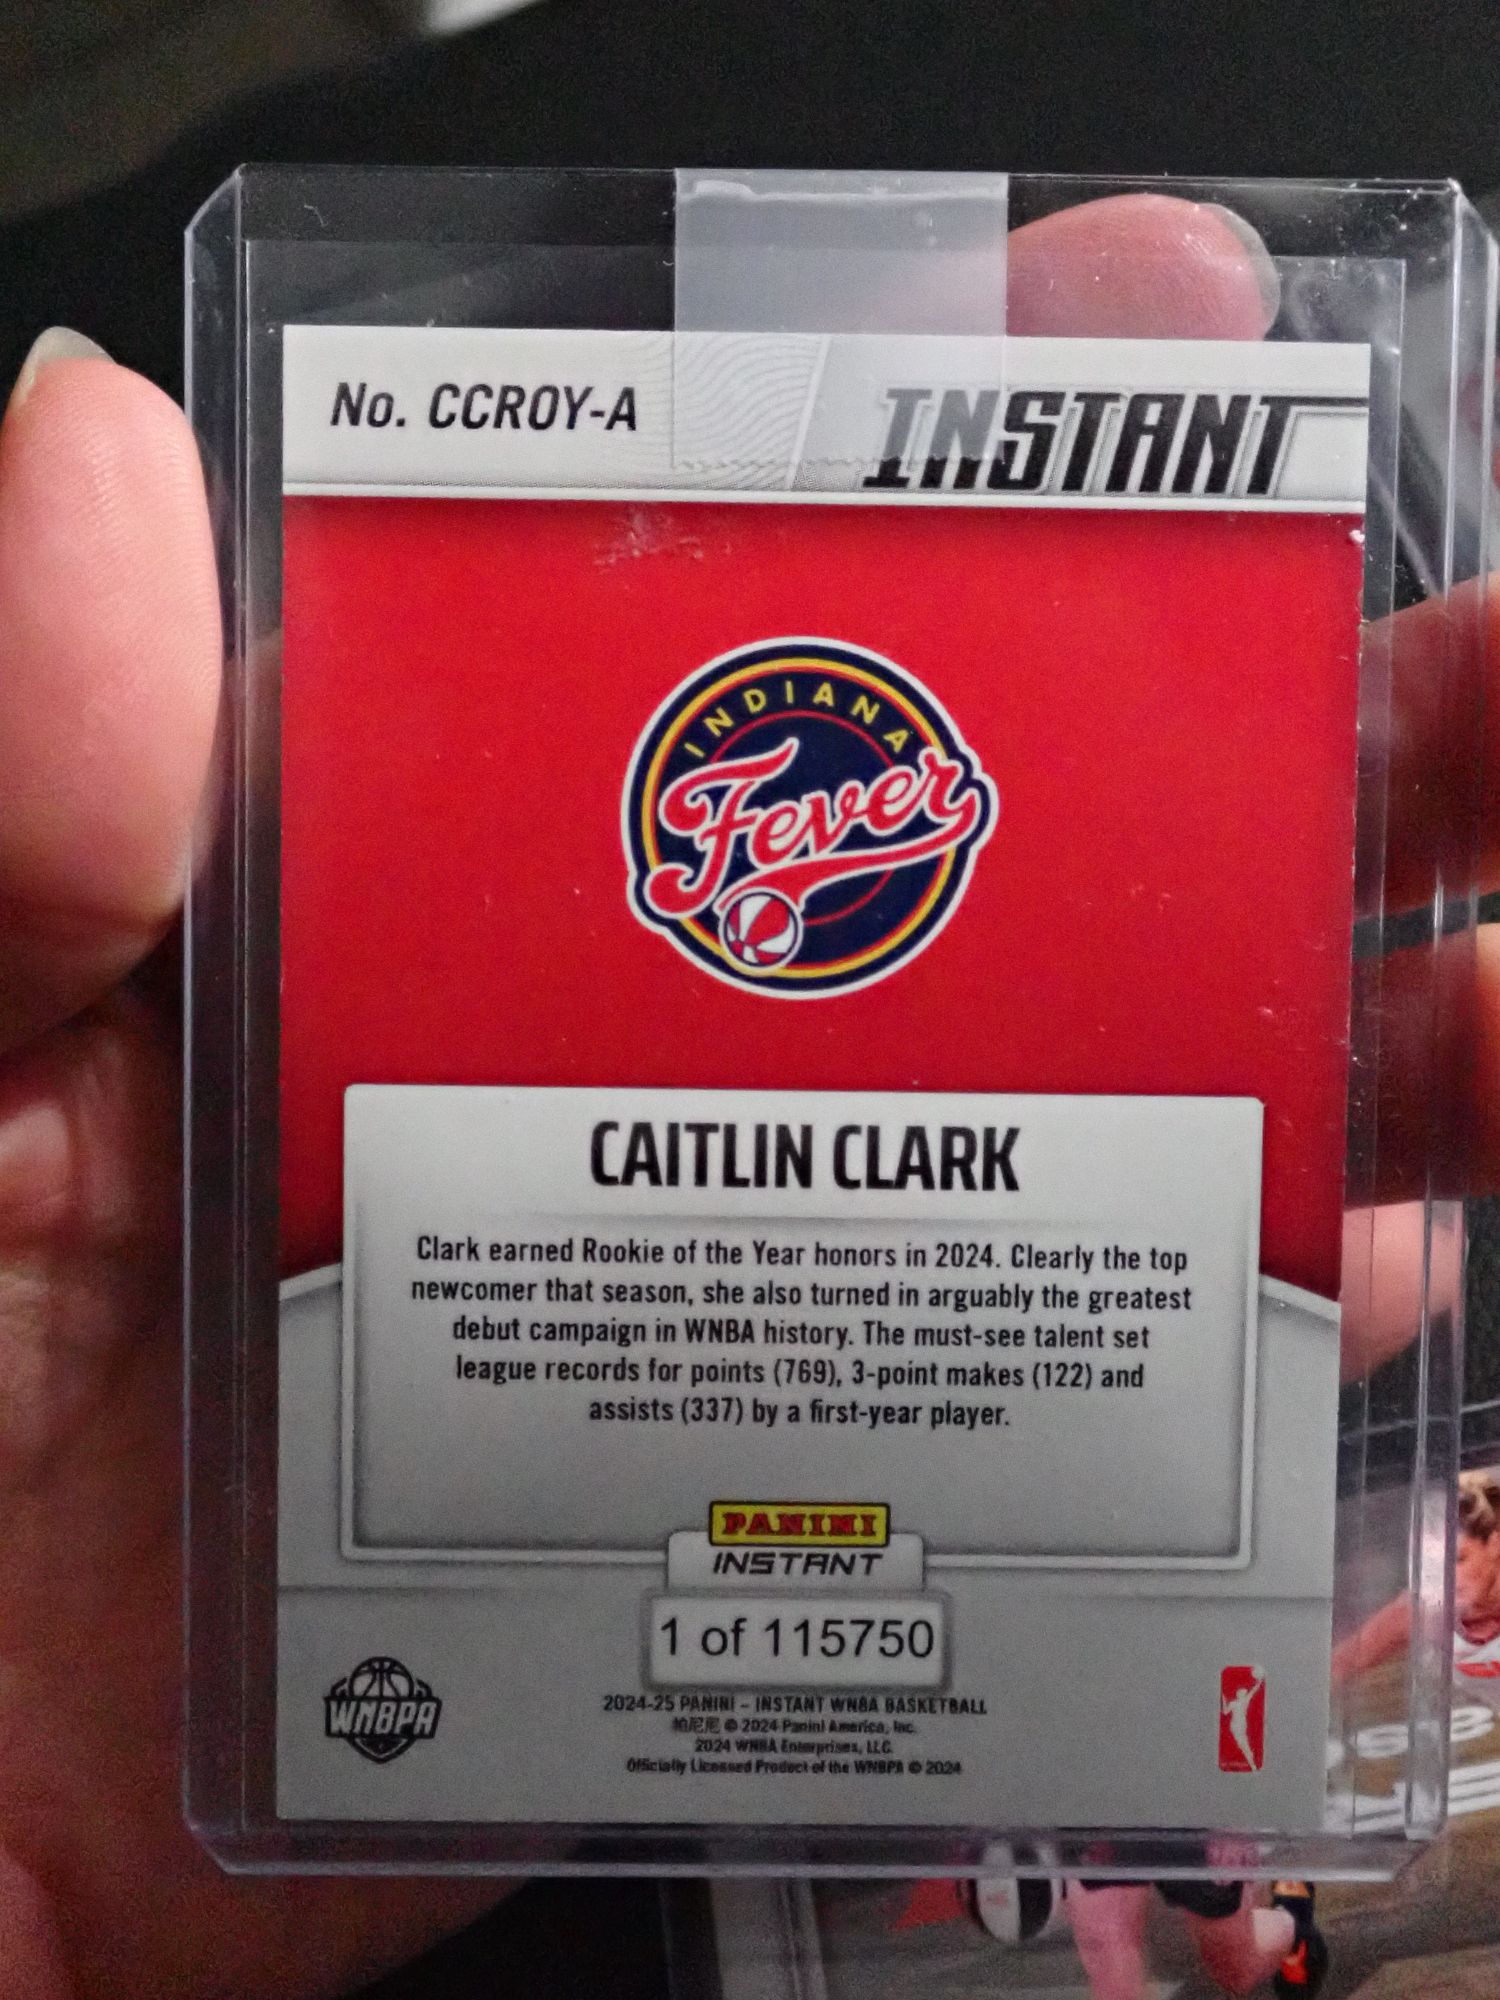 No. CCROY-A
INSTANT
INDIANA
Fever
CAITLIN CLARK
Clark earned Rookie of the Year honors in 2024. Clearly the top
newcomer that season, she also turned in arguably the greatest
debut campaign in WNBA history. The must-see talent set
league records for points (769), 3-point makes (122) and
assists (337) by a first-year player.
PANINI
INSTANT
1 of 115750
WNBPA
2024-25 PANINI – INSTANT WNBA BASKETBALL
帕尼尼 © 2024 Panini America, Inc.
2024 WNBA Enterprises, LLC.
Officially Licensed Product of the WNBPA © 2024